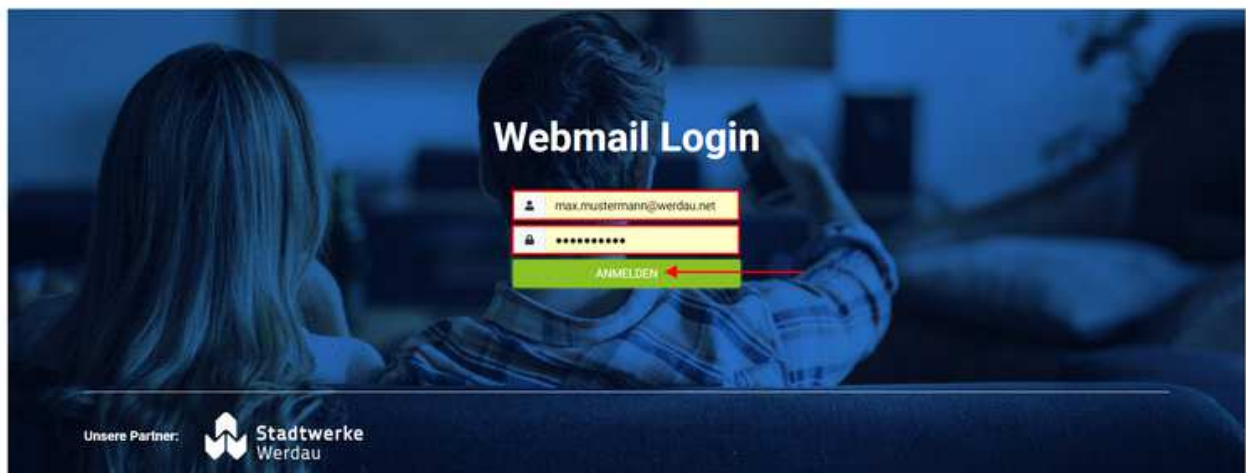 Webmail Login
max.mustermann@werdau.net
••••••••••
ANMELDEN
Unsere Partner:
Stadtwerke
Werdau